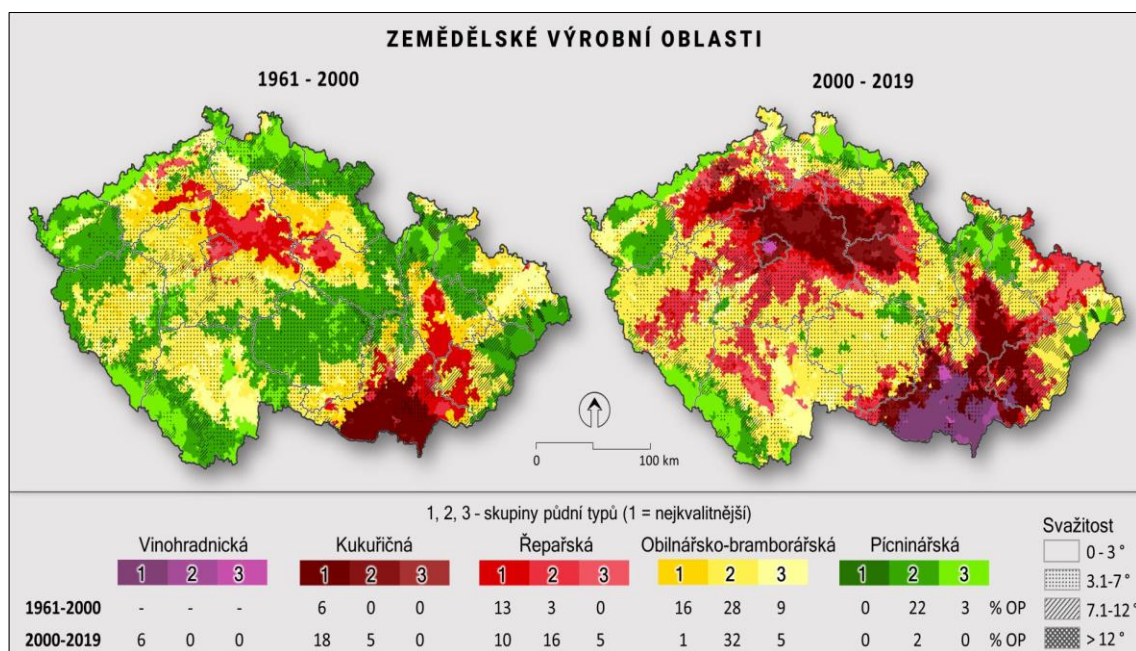 ZEMĚDĚLSKÉ VÝROBNÍ OBLASTI
1961 - 2000 2000 - 2019
0 100 km
1, 2, 3 - skupiny půdní typů (1 = nejkvalitnější)
Vinohradnická Kukuřičná Řepařská Obilnářsko-bramborářská Pícninářská Svažitost
1 2 3 1 2 3 1 2 3 1 2 3 1 2 3 0 - 3 °
1961-2000 - - - 6 0 0 13 3 0 16 28 9 0 22 3 % OP 3.1-7 °
7.1-12 °
2000-2019 6 0 0 18 5 0 10 16 5 1 32 5 0 2 0 % OP > 12 °